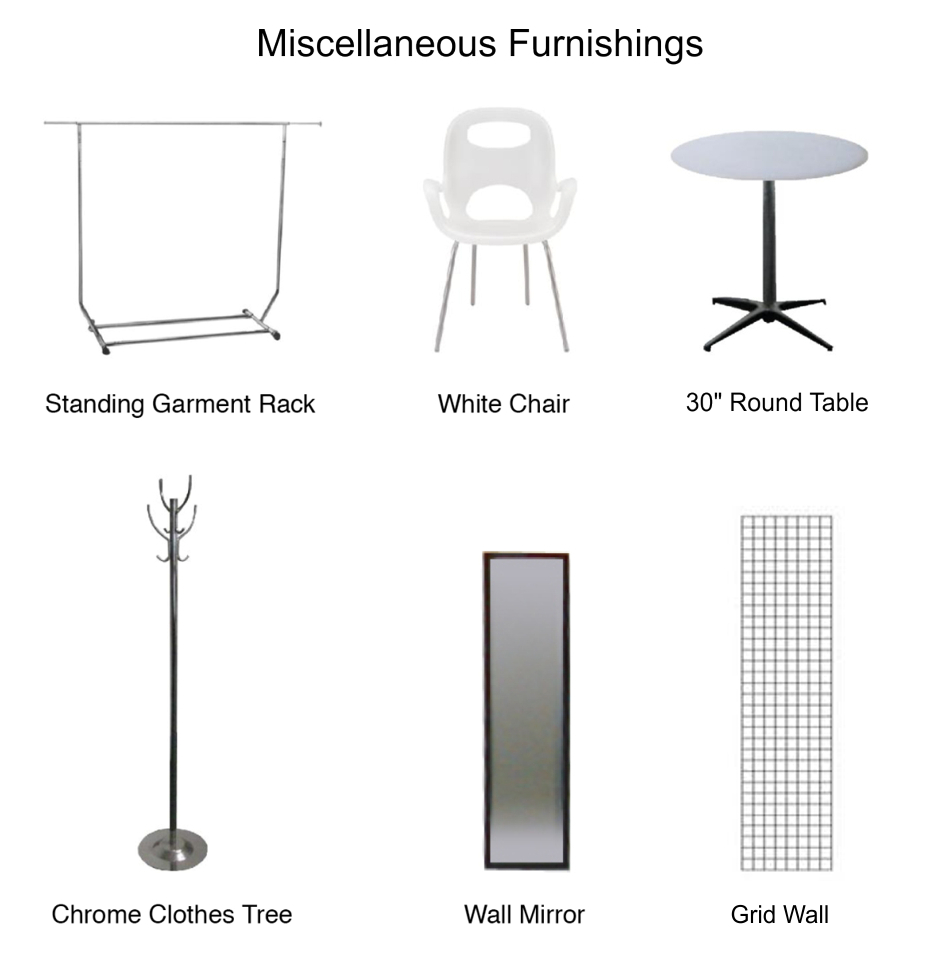 Miscellaneous Furnishings
Standing Garment Rack
White Chair
30" Round Table
Chrome Clothes Tree
Wall Mirror
Grid Wall